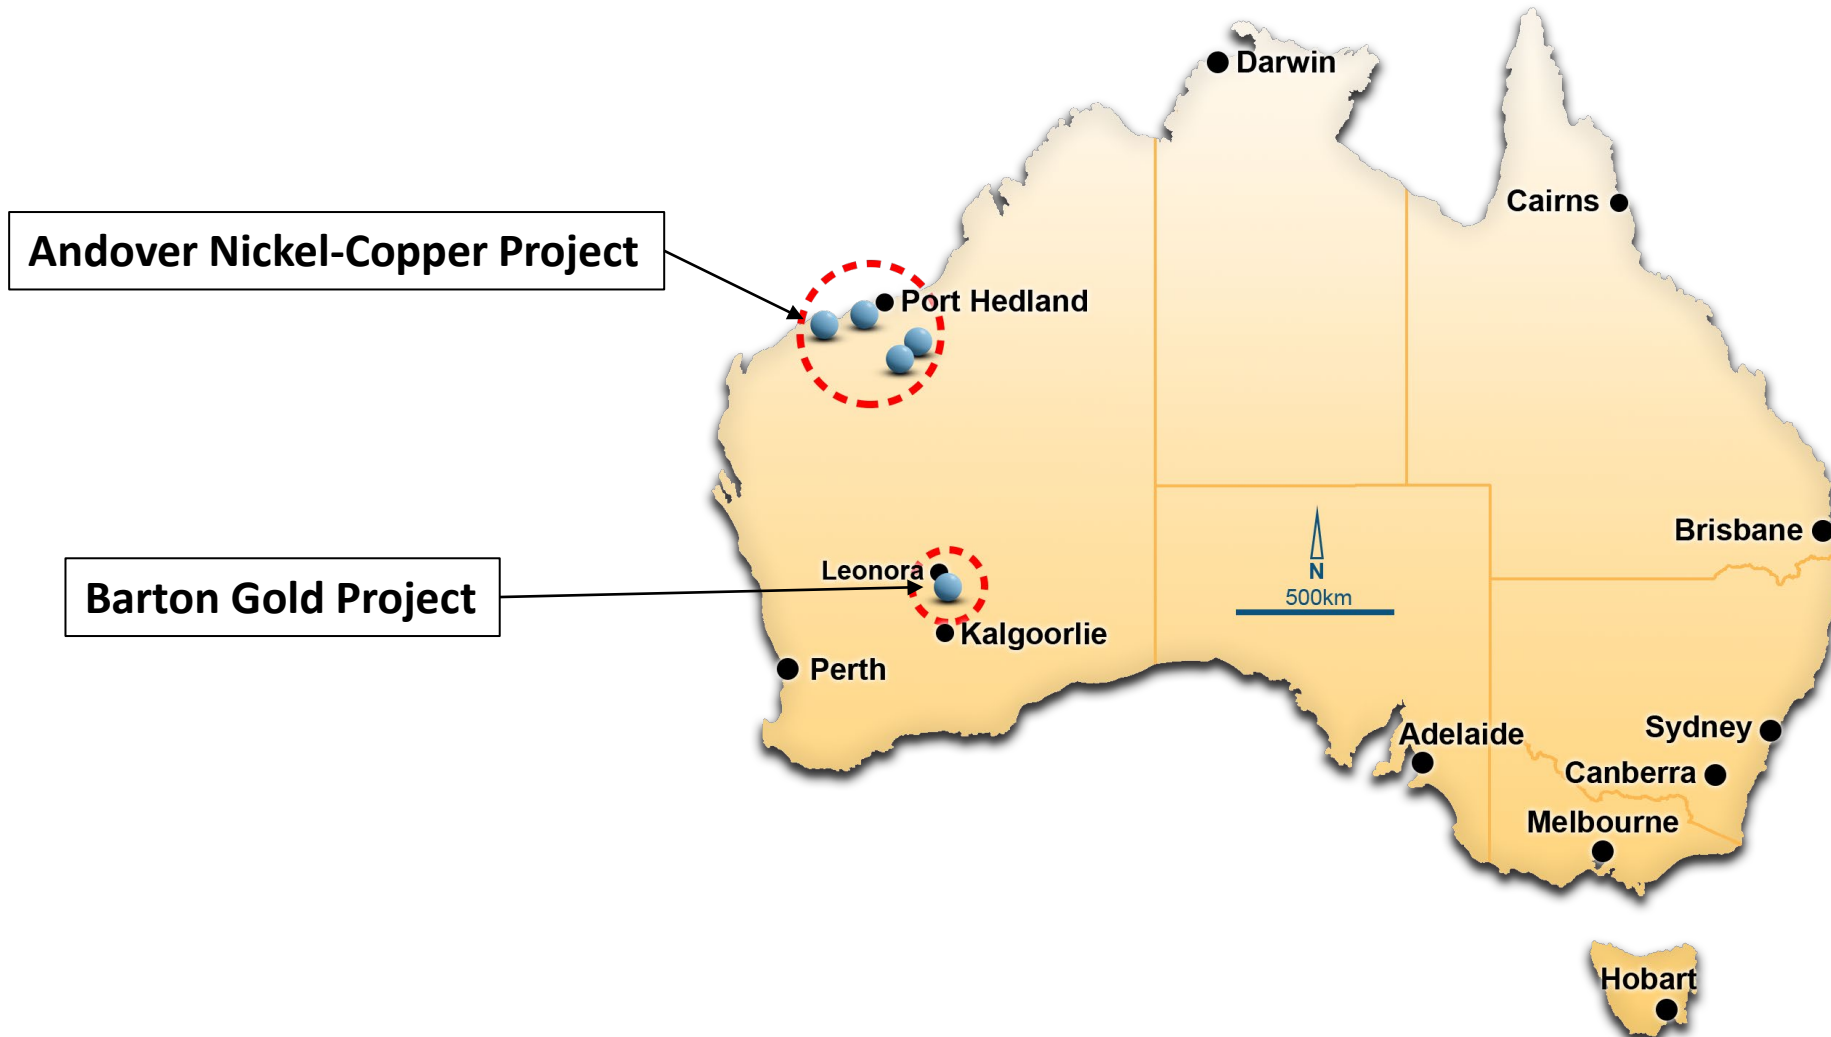 Darwin
Cairns
Andover Nickel-Copper Project
Port Hedland
Brisbane
Leonora
N
500km
Barton Gold Project
Kalgoorlie
Perth
Sydney
Adelaide
Canberra
Melbourne
Hobart